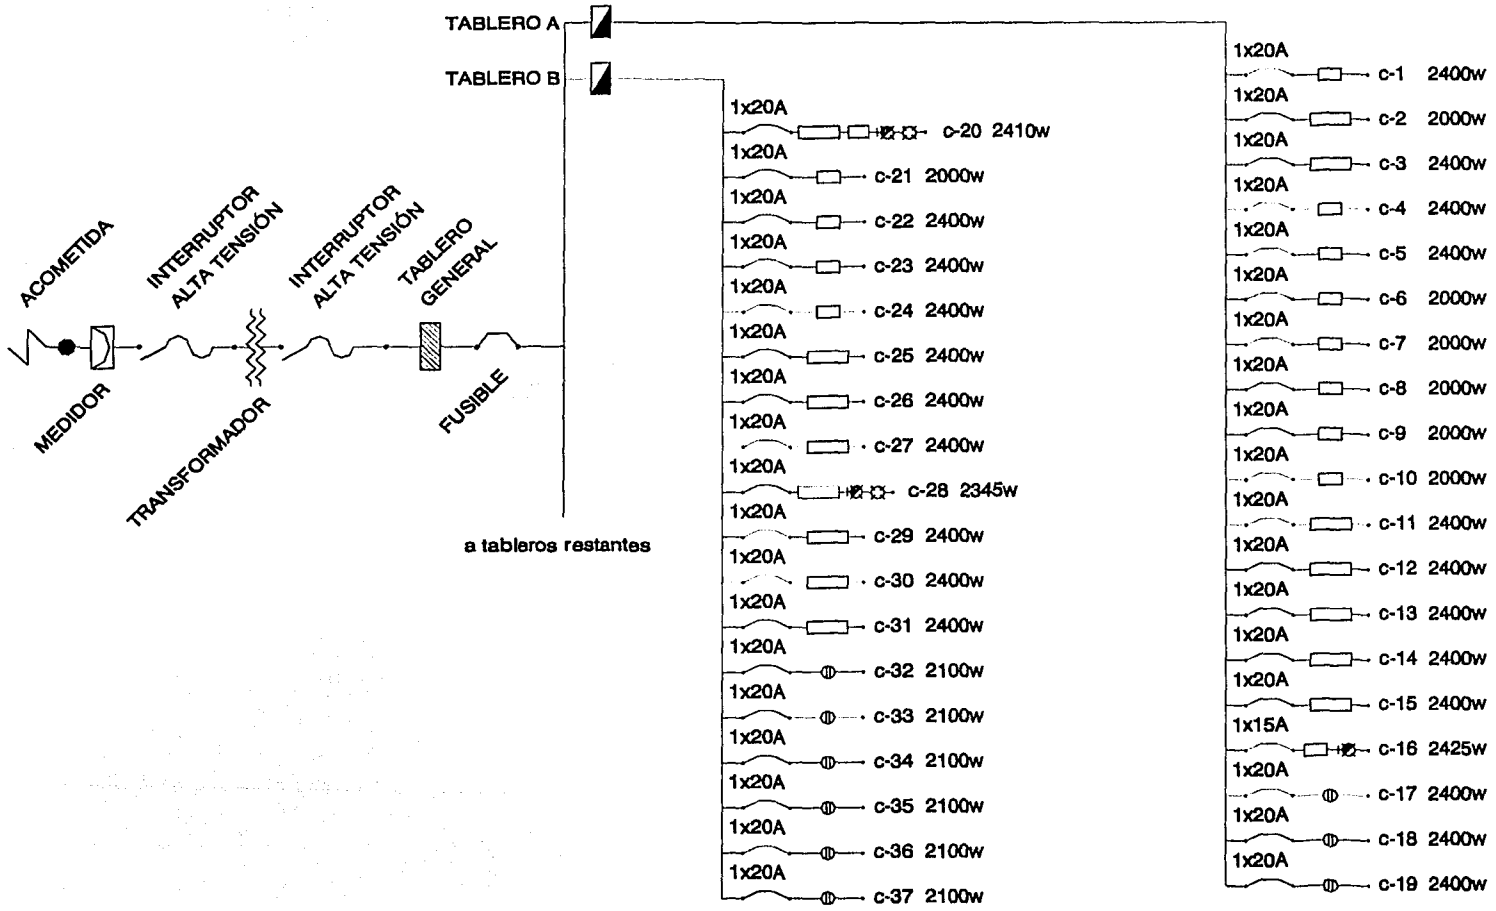 TABLERO A
TABLERO B
ACOMETIDA
INTERRUPTOR
ALTA TENSIÓN
INTERRUPTOR
ALTA TENSIÓN
TABLERO
GENERAL
MEDIDOR
TRANSFORMADOR
FUSIBLE
a tableros restantes
1x20A
c-20 2410w
1x20A
c-21 2000w
1x20A
c-22 2400w
1x20A
c-23 2400w
1x20A
c-24 2400w
1x20A
c-25 2400w
1x20A
c-26 2400w
1x20A
c-27 2400w
1x20A
c-28 2345w
1x20A
c-29 2400w
1x20A
c-30 2400w
1x20A
c-31 2400w
1x20A
c-32 2100w
1x20A
c-33 2100w
1x20A
c-34 2100w
1x20A
c-35 2100w
1x20A
c-36 2100w
1x20A
c-37 2100w
1x20A
c-1 2400w
1x20A
c-2 2000w
1x20A
c-3 2400w
1x20A
c-4 2400w
1x20A
c-5 2400w
1x20A
c-6 2000w
1x20A
c-7 2000w
1x20A
c-8 2000w
1x20A
c-9 2000w
1x20A
c-10 2000w
1x20A
c-11 2400w
1x20A
c-12 2400w
1x20A
c-13 2400w
1x20A
c-14 2400w
1x20A
c-15 2400w
1x15A
c-16 2425w
1x20A
c-17 2400w
1x20A
c-18 2400w
1x20A
c-19 2400w